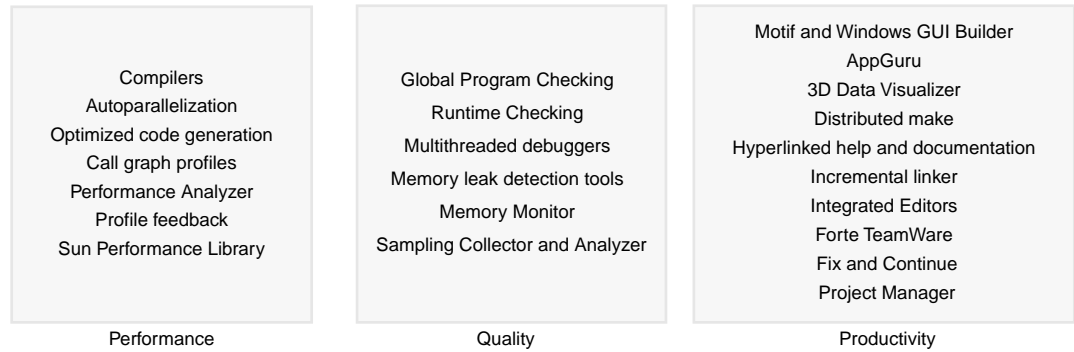 Compilers
Autoparallelization
Optimized code generation
Call graph profiles
Performance Analyzer
Profile feedback
Sun Performance Library
Performance
Global Program Checking
Runtime Checking
Multithreaded debuggers
Memory leak detection tools
Memory Monitor
Sampling Collector and Analyzer
Quality
Motif and Windows GUI Builder
AppGuru
3D Data Visualizer
Distributed make
Hyperlinked help and documentation
Incremental linker
Integrated Editors
Forte TeamWare
Fix and Continue
Project Manager
Productivity